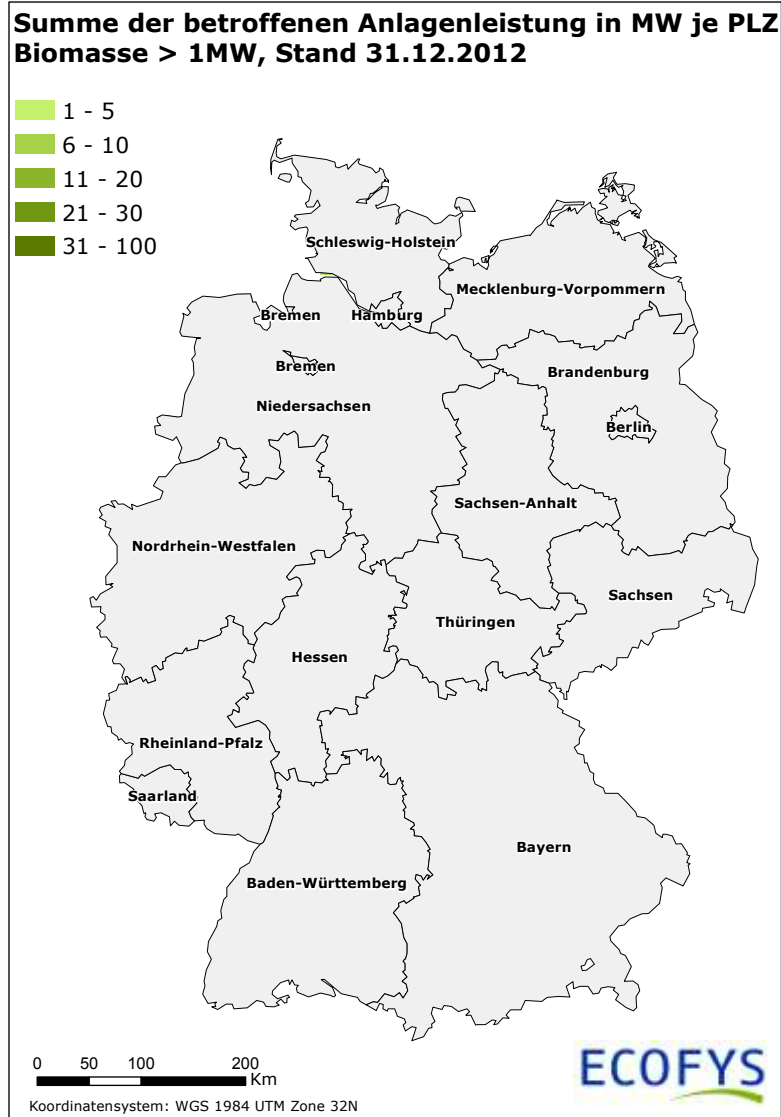 Summe der betroffenen Anlagenleistung in MW je PLZ
Biomasse > 1MW, Stand 31.12.2012
1 - 5
6 - 10
11 - 20
21 - 30
31 - 100
Schleswig-Holstein
Mecklenburg-Vorpommern
Bremen
Hamburg
Bremen
Brandenburg
Niedersachsen
Berlin
Sachsen-Anhalt
Nordrhein-Westfalen
Sachsen
Thüringen
Hessen
Rheinland-Pfalz
Saarland
Bayern
Baden-Württemberg
0 50 100 200
Km
Koordinatensystem: WGS 1984 UTM Zone 32N
ECOFYS